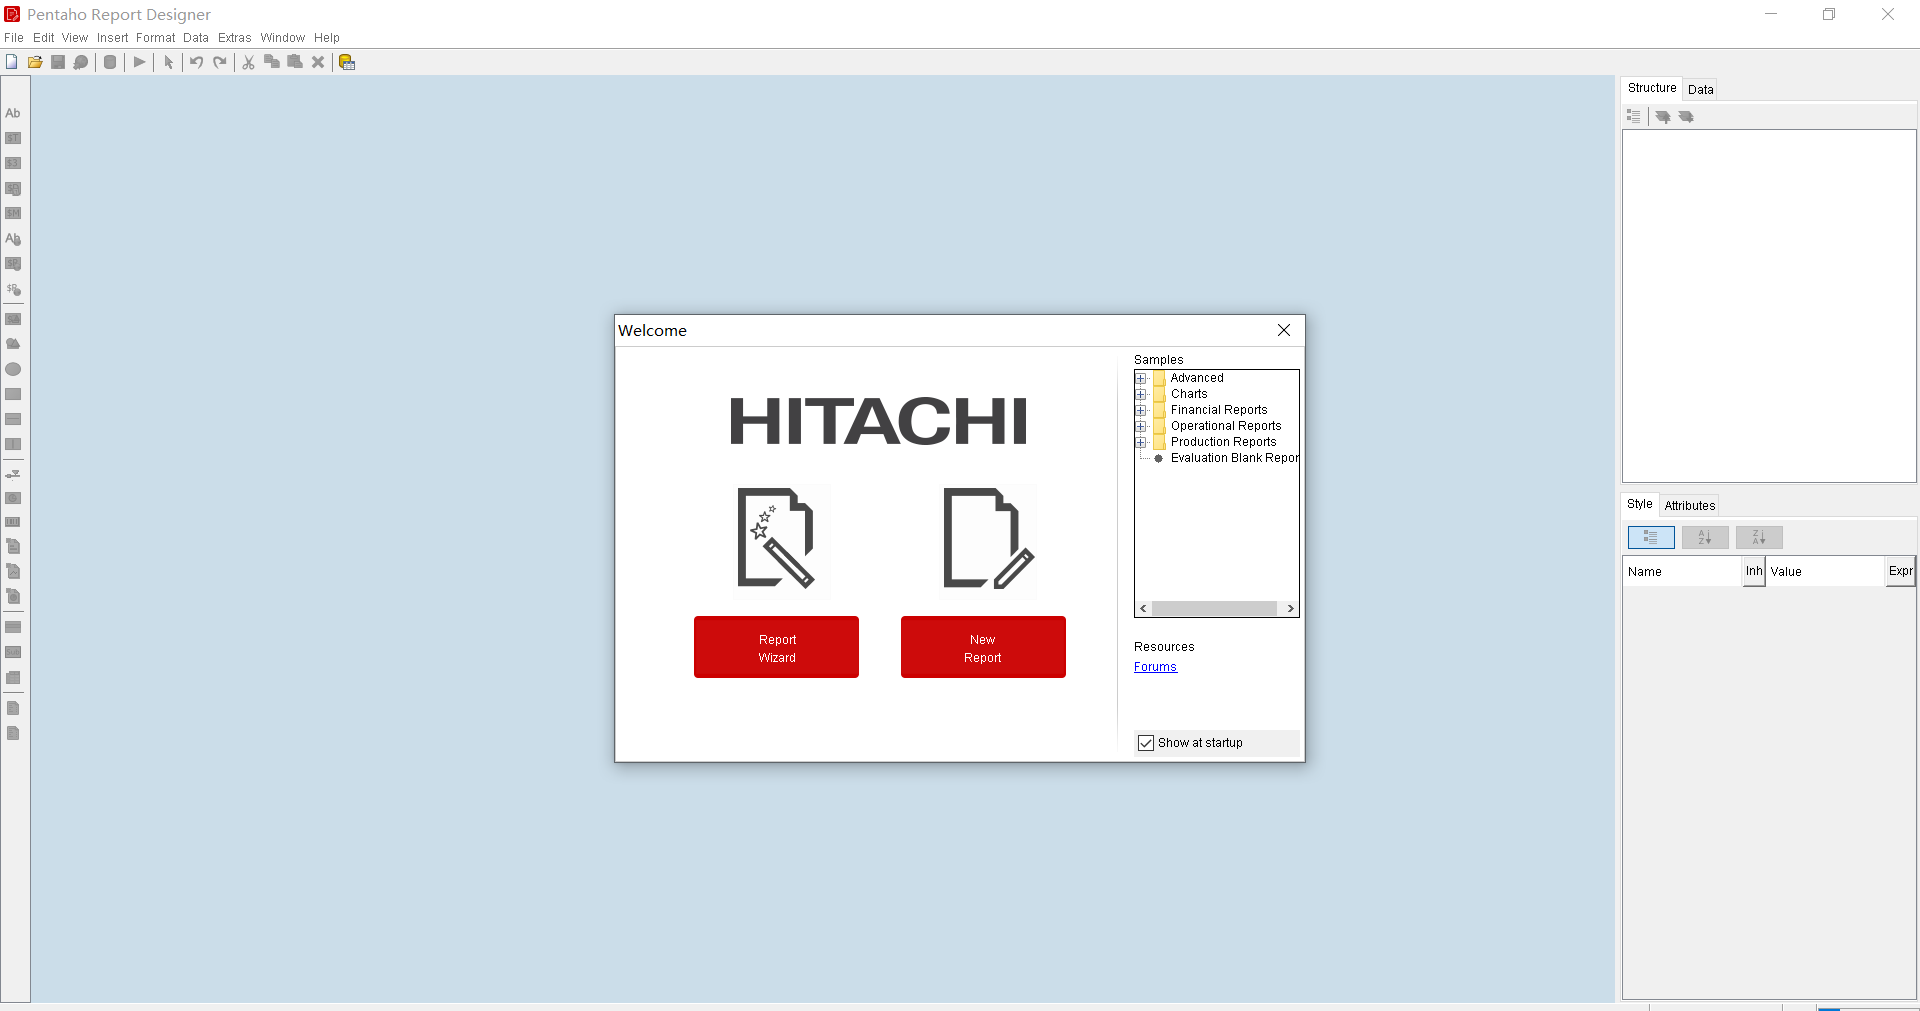 Pentaho Report Designer
File Edit View Insert Format Data Extras Window Help
Ab
Structure Data
Welcome
HITACHI
Report
Wizard
New
Report
Samples
Advanced
Charts
Financial Reports
Operational Reports
Production Reports
Evaluation Blank Repor
Resources
Forums
Show at startup
Style Attributes
Name Inh Value Expr